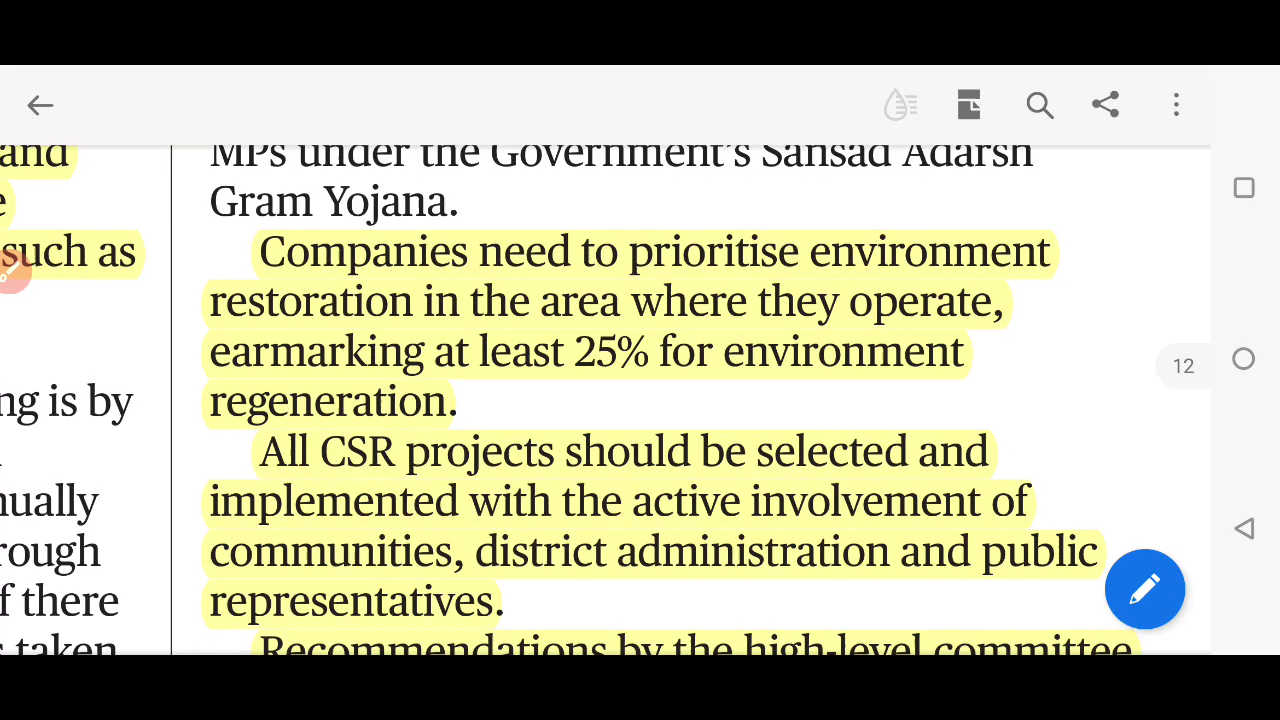 and
e
such as
ng is by
nually
rough
f there
s taken
MPs under the Government's Sansad Adarsh
Gram Yojana.
Companies need to prioritise environment
restoration in the area where they operate,
earmarking at least 25% for environment
regeneration.
All CSR projects should be selected and
implemented with the active involvement of
communities, district administration and public
representatives.
Recommendations by the high-level committee
12